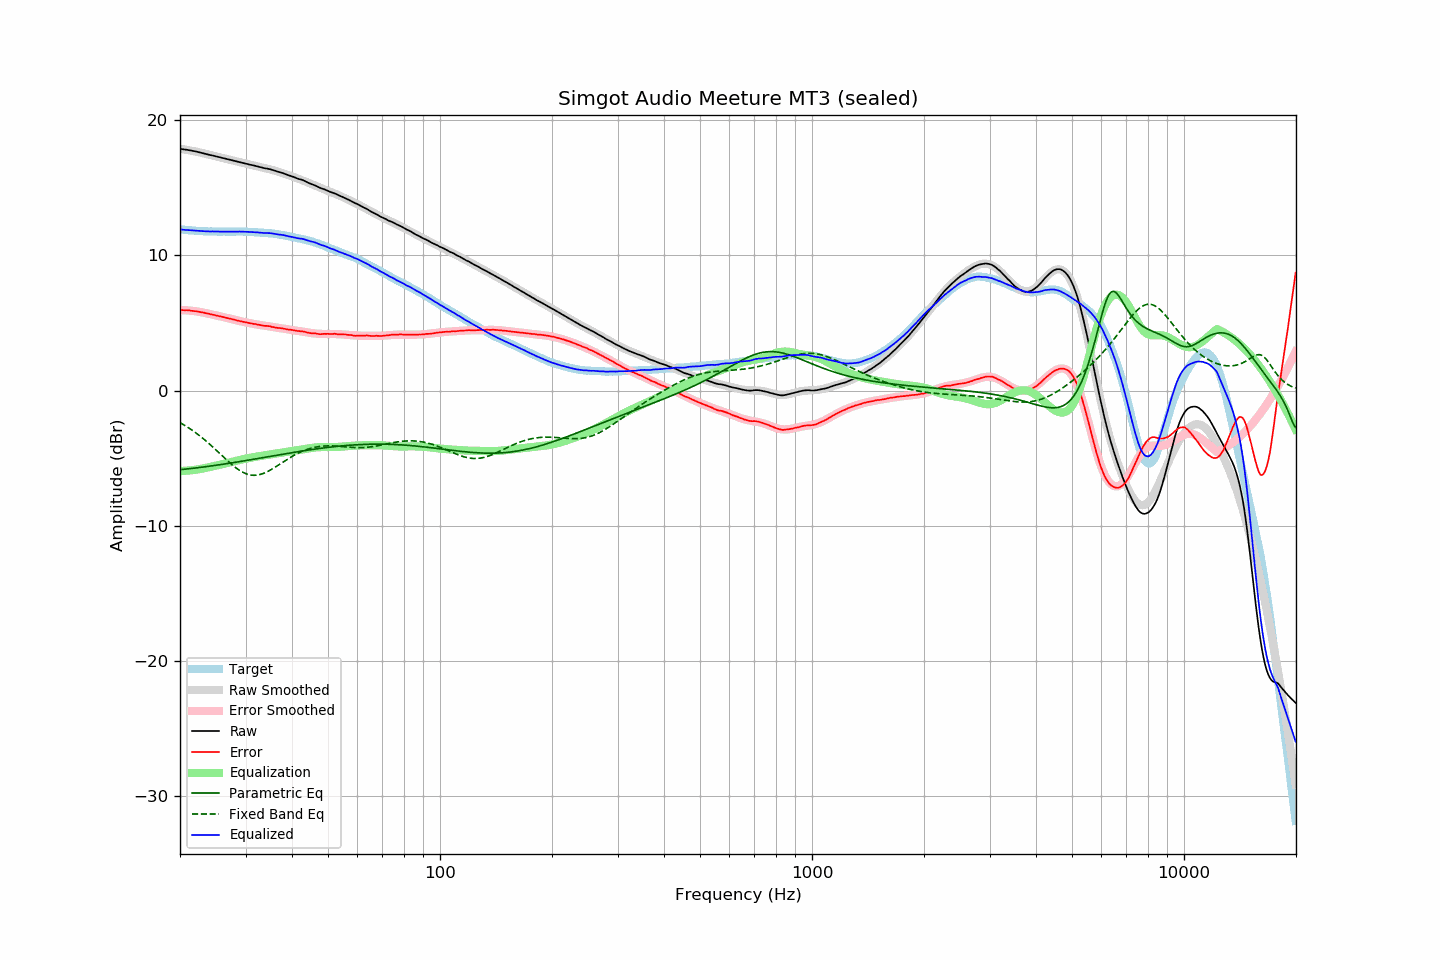 Simgot Audio Meeture MT3 (sealed)
20
10
0
−10
−20
−30
Amplitude (dBr)
Target
Raw Smoothed
Error Smoothed
Raw
Error
Equalization
Parametric Eq
Fixed Band Eq
Equalized
100
1000
10000
Frequency (Hz)